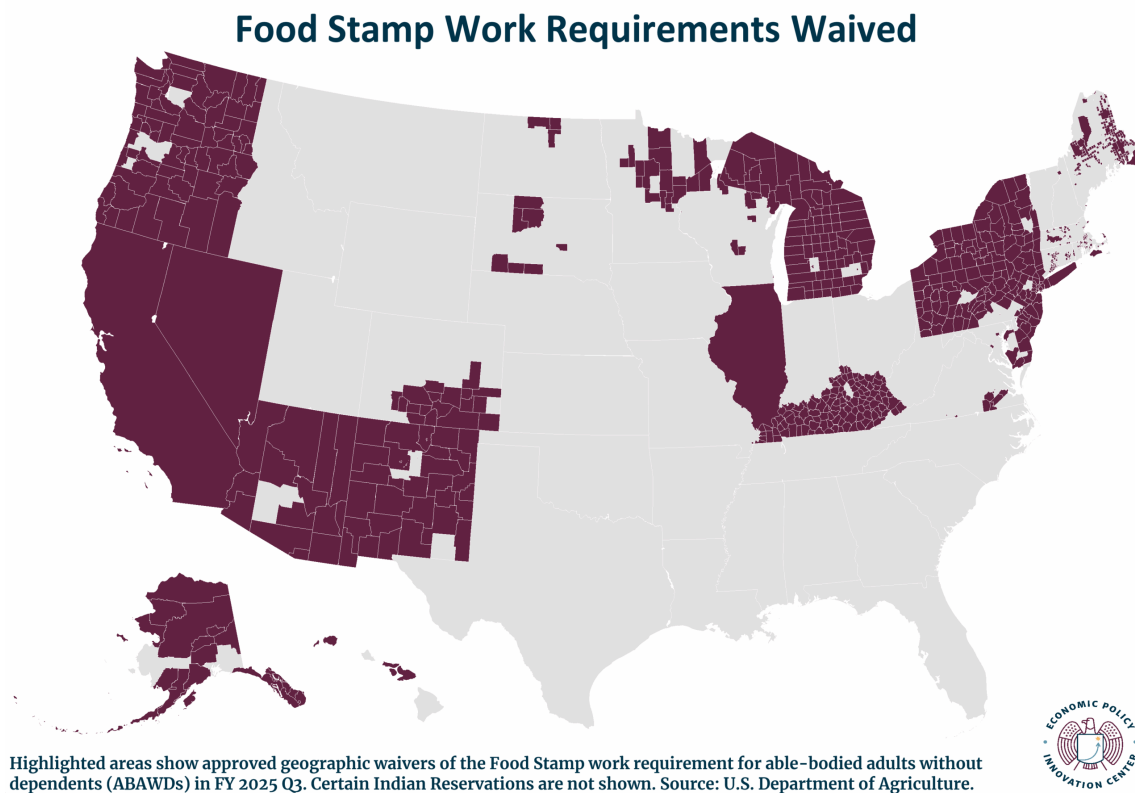 Food Stamp Work Requirements Waived
ECONOMIC POLICY
INNOVATION CENTER
Highlighted areas show approved geographic waivers of the Food Stamp work requirement for able-bodied adults without
dependents (ABAWDs) in FY 2025 Q3. Certain Indian Reservations are not shown. Source: U.S. Department of Agriculture.